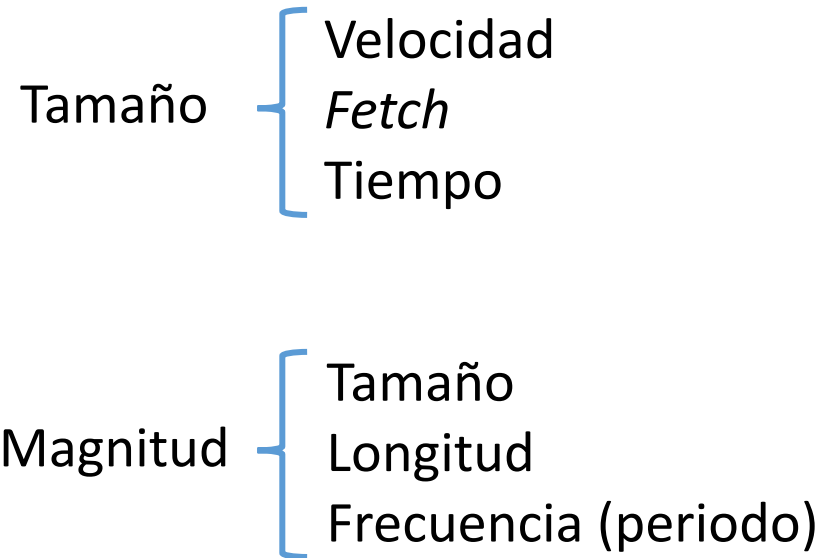 Tamaño
Velocidad
Fetch
Tiempo
Magnitud
Tamaño
Longitud
Frecuencia (periodo)